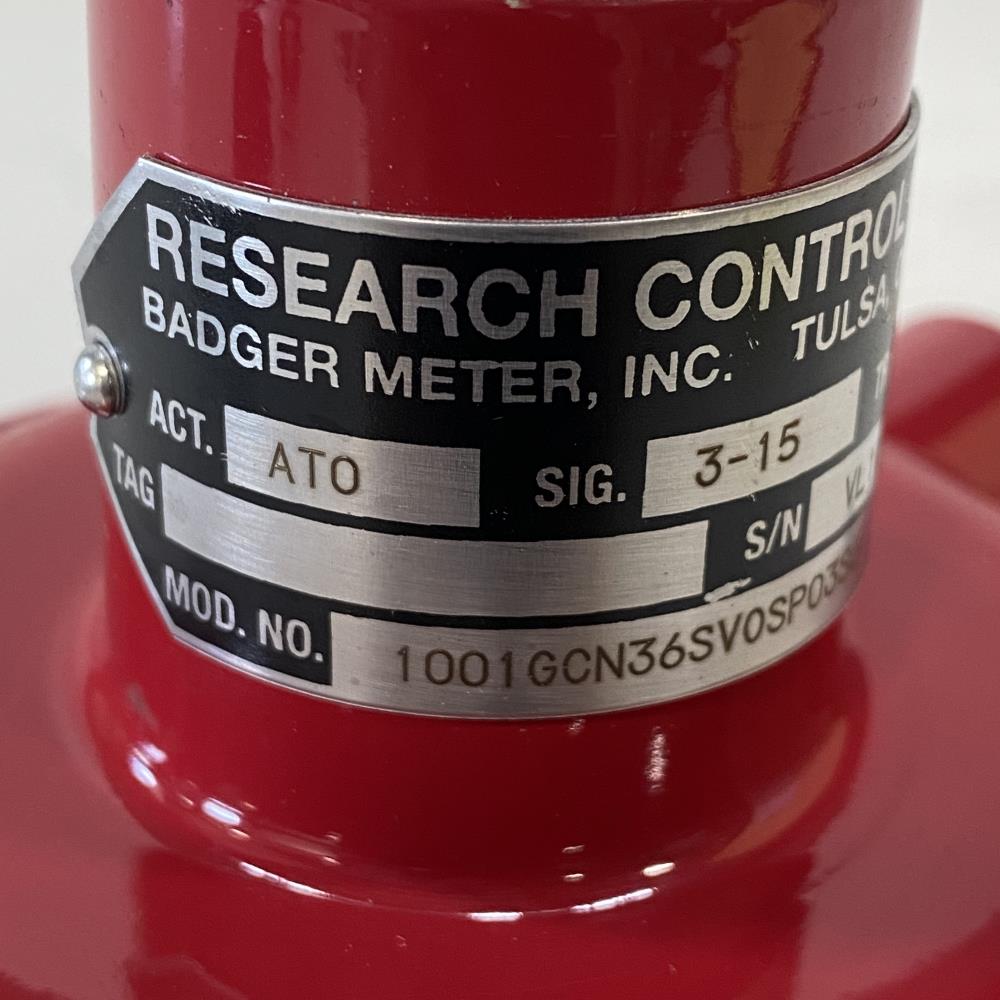 RESEARCH CONTROL
BADGER METER, INC. TULSA,
ACT. ATO SIG. 3-15
TAG S/N VL
MOD. NO. 1001GCN36SV0SP03S